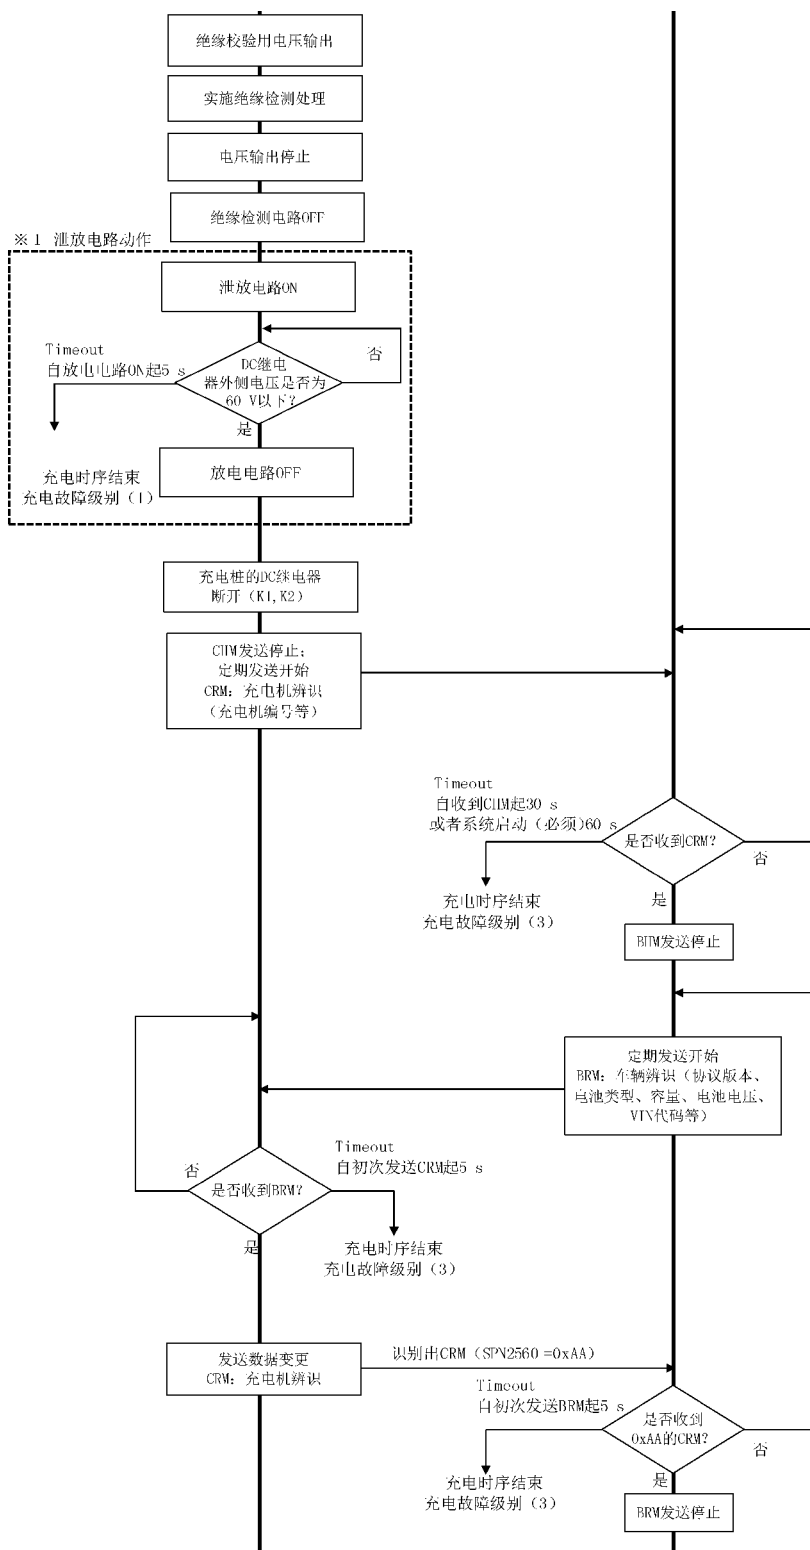 绝缘校验用电压输出
实施绝缘检测处理
电压输出停止
绝缘检测电路OFF
※1 泄放电路动作
泄放电路ON
Timeout
自放电电路ON起5 s
否
DC继电
器外侧电压是否为
60 V以下?
是
充电时序结束
充电故障级别(1)
放电电路OFF
充电桩的DC继电器
断开(K1,K2)
CHM发送停止;
定期发送开始
CRM: 充电机辨识
(充电机编号等)
Timeout
自收到CHM起30 s
或者系统启动(必须)60 s
是否收到CRM?
否
是
充电时序结束
充电故障级别(3)
BHM发送停止
定期发送开始
BRM: 车辆辨识(协议版本、
电池类型、容量、电池电压、
VIN代码等)
Timeout
自初次发送CRM起5 s
否
是否收到BRM?
是
充电时序结束
充电故障级别(3)
发送数据变更
CRM: 充电机辨识
识别出CRM(SPN2560=0xAA)
Timeout
自初次发送BRM起5 s
是否收到
0xAA的CRM?
否
是
充电时序结束
充电故障级别(3)
BRM发送停止